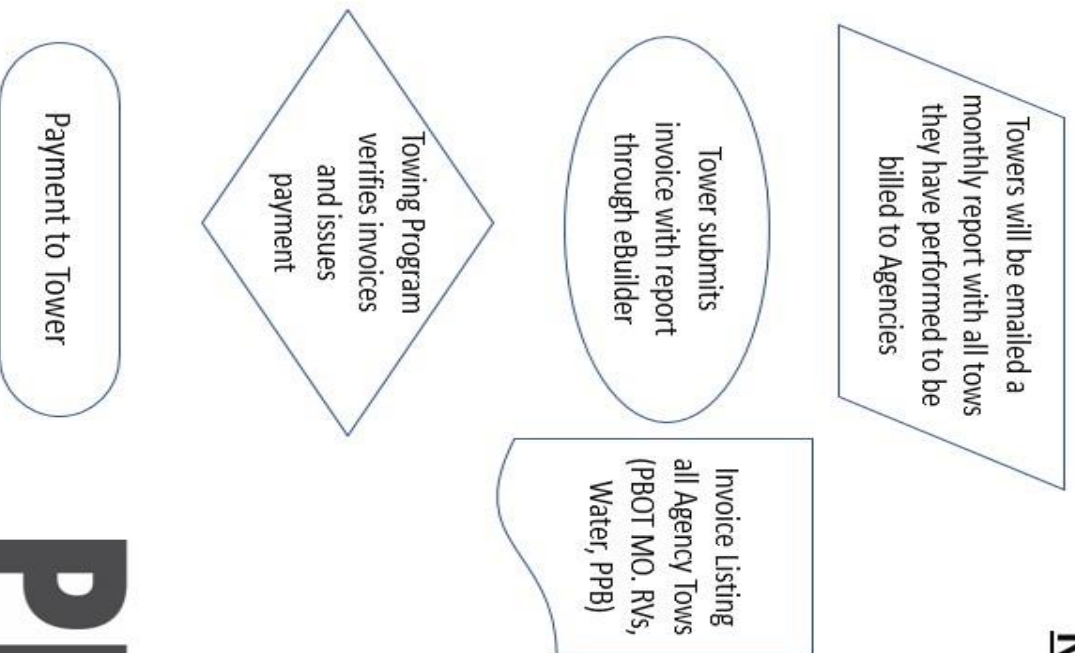 Towers will be emailed a
monthly report with all tows
they have performed to be
billed to Agencies
Tower submits
invoice with report
through eBuilder
Invoice Listing
all Agency Tows
(PBOT MO. RVs,
Water, PPB)
Towing Program
verifies invoices
and issues
payment
Payment to Tower